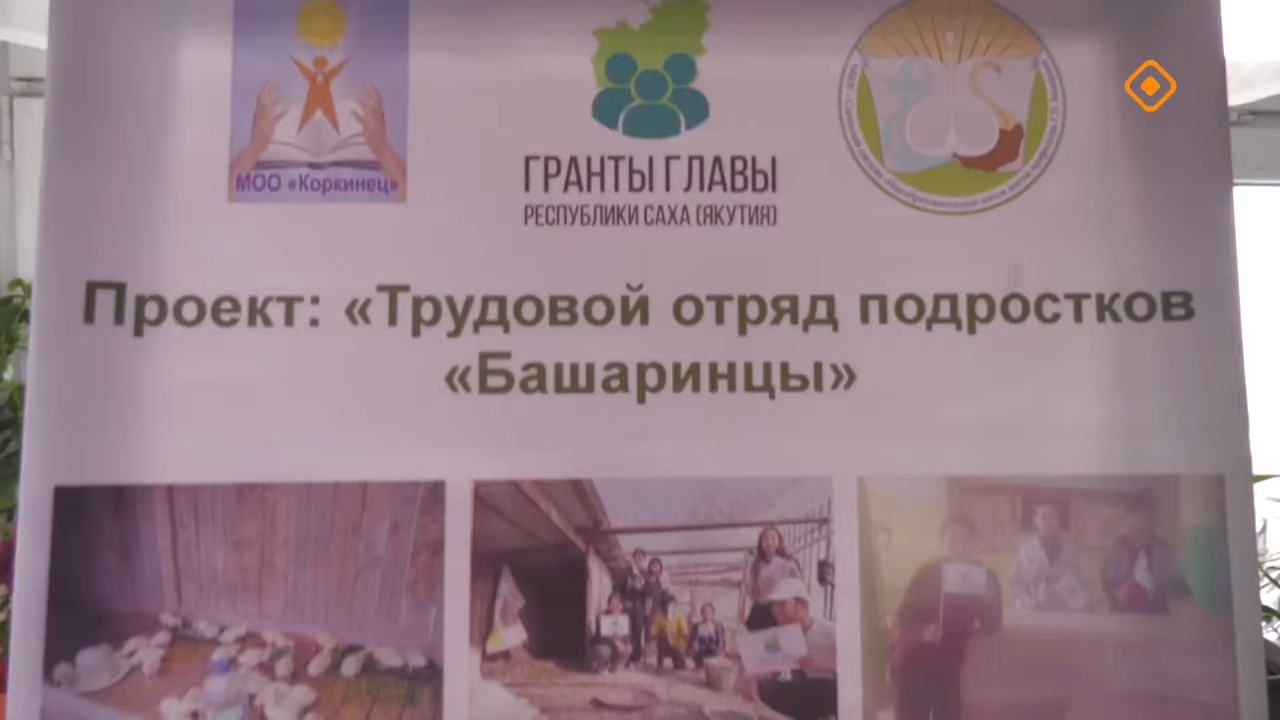 МОО «Коркинец»
ГРАНТЫ ГЛАВЫ
РЕСПУБЛИКИ САХА (ЯКУТИЯ)
Проект: «Трудовой отряд подростков
«Башаринцы»